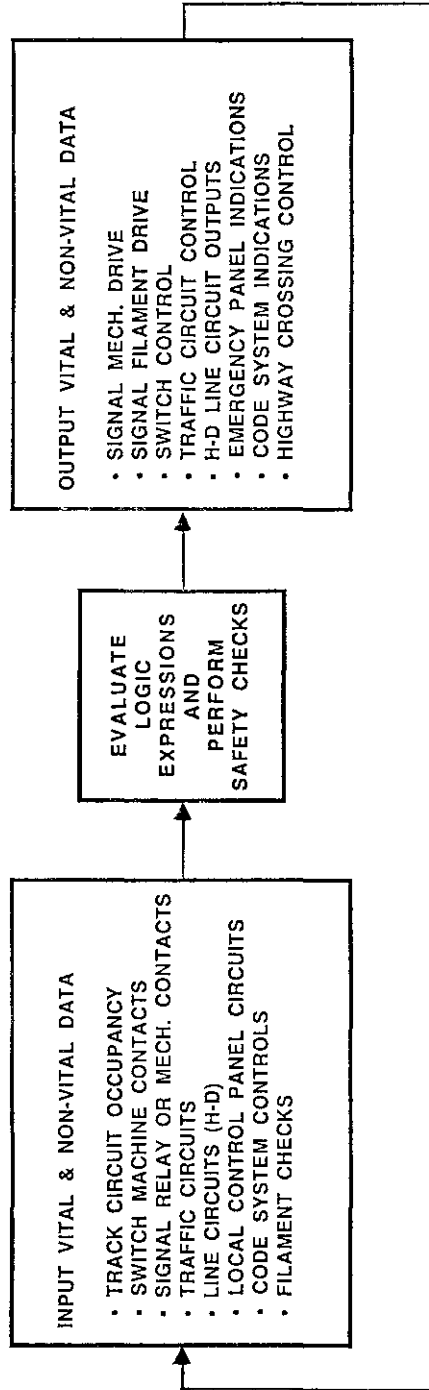 INPUT VITAL & NON-VITAL DATA
• TRACK CIRCUIT OCCUPANCY
• SWITCH MACHINE CONTACTS
• SIGNAL RELAY OR MECH. CONTACTS
• TRAFFIC CIRCUITS
• LINE CIRCUITS (H-D)
• LOCAL CONTROL PANEL CIRCUITS
• CODE SYSTEM CONTROLS
• FILAMENT CHECKS
EVALUATE
LOGIC
EXPRESSIONS
AND
PERFORM
SAFETY CHECKS
OUTPUT VITAL & NON-VITAL DATA
• SIGNAL MECH. DRIVE
• SIGNAL FILAMENT DRIVE
• SWITCH CONTROL
• TRAFFIC CIRCUIT CONTROL
• H-D LINE CIRCUIT OUTPUTS
• EMERGENCY PANEL INDICATIONS
• CODE SYSTEM INDICATIONS
• HIGHWAY CROSSING CONTROL